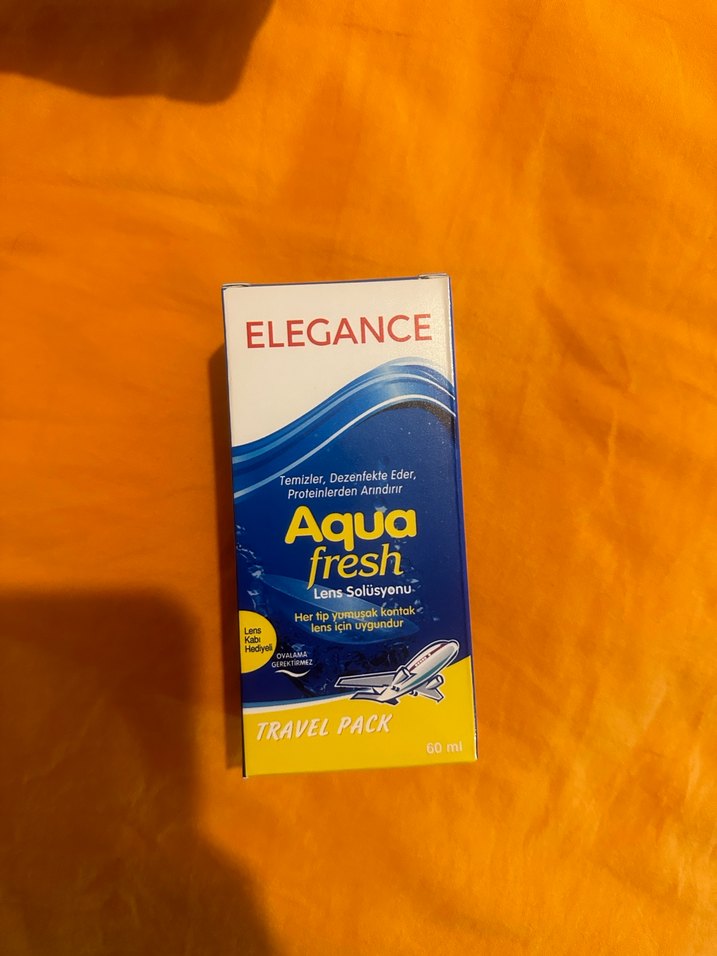 ELEGANCE
Temizler, Dezenfekte Eder,
Proteinlerden Arındırır
Aqua
fresh
Lens Solüsyonu
Her tip yumuşak kontak
lens için uygundur
Lens
Kabı
Hediyeli
OVALAMA
GEREKTİRMEZ
TRAVEL PACK
60 ml